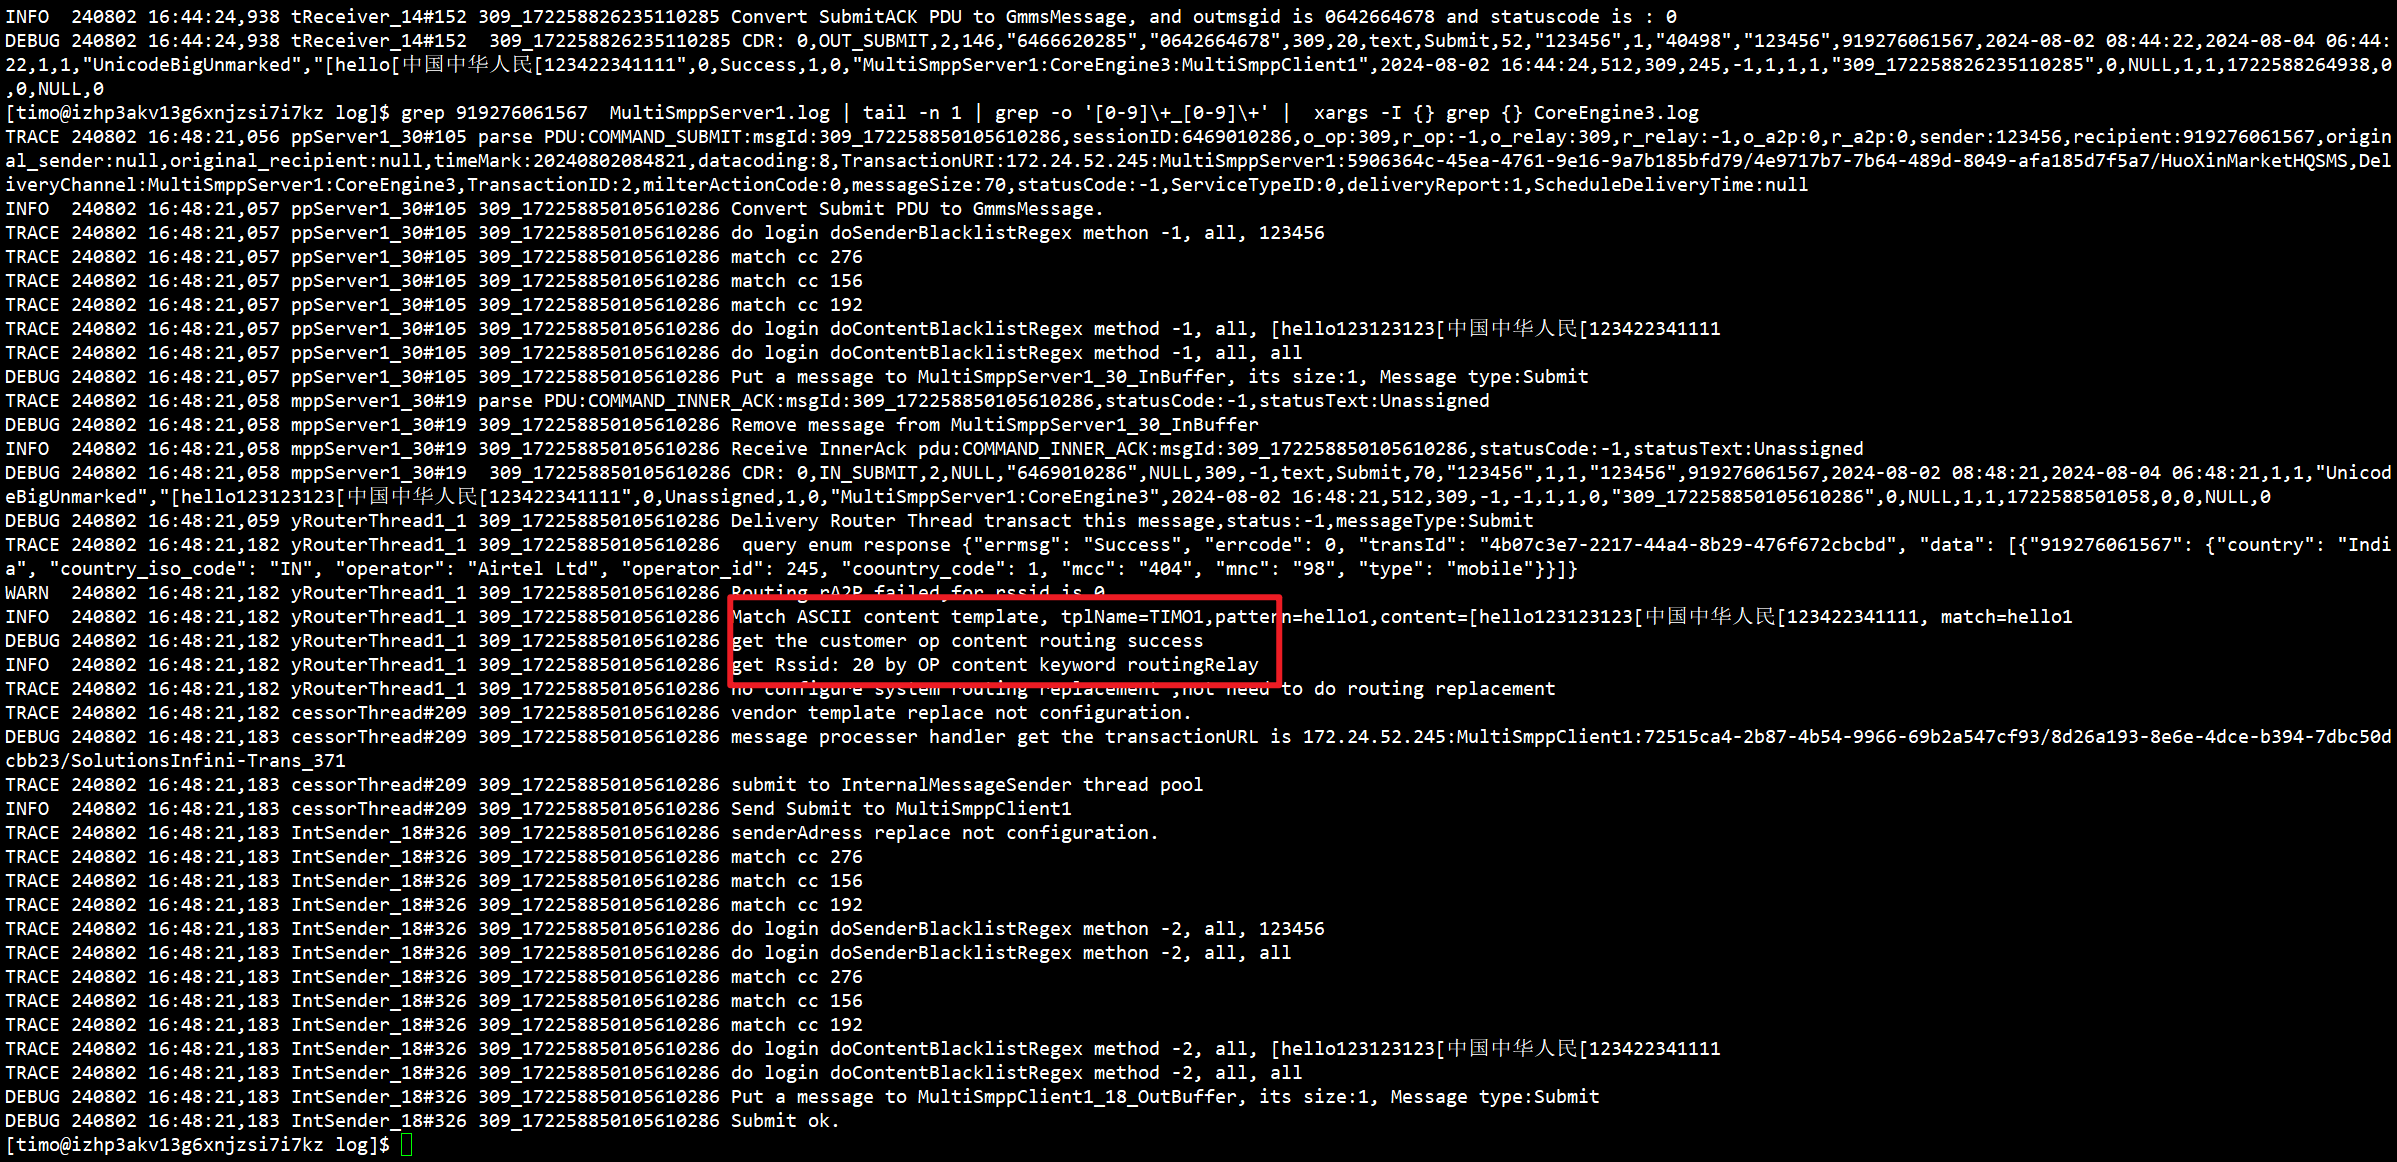 INFO  240802 16:44:24,938 tReceiver_14#152 309_172258826235110285 Convert SubmitACK PDU to GmmsMessage, and outmsgid is 0642664678 and statuscode is : 0
DEBUG 240802 16:44:24,938 tReceiver_14#152  309_172258826235110285 CDR: 0,OUT_SUBMIT,2,146,"6466620285","0642664678",309,20,text,Submit,52,"123456",1,"40498","123456",919276061567,2024-08-02 08:44:22,2024-08-04 06:44:
22,1,1,"UnicodeBigUnmarked","[hello[中国中华人民[123422341111",0,Success,1,0,"MultiSmppServer1:CoreEngine3:MultiSmppClient1",2024-08-02 16:44:24,512,309,245,-1,1,1,1,"309_172258826235110285",0,NULL,1,1,1722588264938,0
,0,NULL,0
[timo@izhp3akv13g6xnjzsi7i7kz log]$ grep 919276061567  MultiSmppServer1.log | tail -n 1 | grep -o '[0-9]\+_[0-9]\+' |  xargs -I {} grep {} CoreEngine3.log
TRACE 240802 16:48:21,056 ppServer1_30#105 parse PDU:COMMAND_SUBMIT:msgId:309_172258850105610286,sessionID:6469010286,o_op:309,r_op:-1,o_relay:309,r_relay:-1,o_a2p:0,r_a2p:0,sender:123456,recipient:919276061567,origin
al_sender:null,original_recipient:null,timeMark:20240802084821,datacoding:8,TransactionURI:172.24.52.245:MultiSmppServer1:5906364c-45ea-4761-9e16-9a7b185bfd79/4e9717b7-7b64-489d-8049-afa185d7f5a7/HuoXinMarketHQSMS,Del
iveryChannel:MultiSmppServer1:CoreEngine3,TransactionID:2,milterActionCode:0,messageSize:70,statusCode:-1,ServiceTypeID:0,deliveryReport:1,ScheduleDeliveryTime:null
INFO  240802 16:48:21,057 ppServer1_30#105 309_172258850105610286 Convert Submit PDU to GmmsMessage.
TRACE 240802 16:48:21,057 ppServer1_30#105 309_172258850105610286 do login doSenderBlacklistRegex methon -1, all, 123456
TRACE 240802 16:48:21,057 ppServer1_30#105 309_172258850105610286 match cc 276
TRACE 240802 16:48:21,057 ppServer1_30#105 309_172258850105610286 match cc 156
TRACE 240802 16:48:21,057 ppServer1_30#105 309_172258850105610286 match cc 192
TRACE 240802 16:48:21,057 ppServer1_30#105 309_172258850105610286 do login doContentBlacklistRegex method -1, all, [hello123123123[中国中华人民[123422341111
TRACE 240802 16:48:21,057 ppServer1_30#105 309_172258850105610286 do login doContentBlacklistRegex method -1, all, all
DEBUG 240802 16:48:21,057 ppServer1_30#105 309_172258850105610286 Put a message to MultiSmppServer1_30_InBuffer, its size:1, Message type:Submit
TRACE 240802 16:48:21,058 mppServer1_30#19 parse PDU:COMMAND_INNER_ACK:msgId:309_172258850105610286,statusCode:-1,statusText:Unassigned
DEBUG 240802 16:48:21,058 mppServer1_30#19 309_172258850105610286 Remove message from MultiSmppServer1_30_InBuffer
INFO  240802 16:48:21,058 mppServer1_30#19 309_172258850105610286 Receive InnerAck pdu:COMMAND_INNER_ACK:msgId:309_172258850105610286,statusCode:-1,statusText:Unassigned
DEBUG 240802 16:48:21,058 mppServer1_30#19  309_172258850105610286 CDR: 0,IN_SUBMIT,2,NULL,"6469010286",NULL,309,-1,text,Submit,70,"123456",1,1,"123456",919276061567,2024-08-02 08:48:21,2024-08-04 06:48:21,1,1,"Unicod
eBigUnmarked","[hello123123123[中国中华人民[123422341111",0,Unassigned,1,0,"MultiSmppServer1:CoreEngine3",2024-08-02 16:48:21,512,309,-1,-1,1,1,0,"309_172258850105610286",0,NULL,1,1,1722588501058,0,0,NULL,0
DEBUG 240802 16:48:21,059 yRouterThread1_1 309_172258850105610286 Delivery Router Thread transact this message,status:-1,messageType:Submit
TRACE 240802 16:48:21,182 yRouterThread1_1 309_172258850105610286  query enum response {"errmsg": "Success", "errcode": 0, "transId": "4b07c3e7-2217-44a4-8b29-476f672cbcbd", "data": [{"919276061567": {"country": "Indi
a", "country_iso_code": "IN", "operator": "Airtel Ltd", "operator_id": 245, "coountry_code": 1, "mcc": "404", "mnc": "98", "type": "mobile"}}]}
WARN  240802 16:48:21,182 yRouterThread1_1 309_172258850105610286 Routing rA2P failed,for rssid is 0
INFO  240802 16:48:21,182 yRouterThread1_1 309_172258850105610286 Match ASCII content template, tplName=TIMO1,pattern=hello1,content=[hello123123123[中国中华人民[123422341111, match=hello1
DEBUG 240802 16:48:21,182 yRouterThread1_1 309_172258850105610286 get the customer op content routing success
INFO  240802 16:48:21,182 yRouterThread1_1 309_172258850105610286 get Rssid: 20 by OP content keyword routingRelay
TRACE 240802 16:48:21,182 yRouterThread1_1 309_172258850105610286 no configure system routing replacement ,not need to do routing replacement
TRACE 240802 16:48:21,182 cessorThread#209 309_172258850105610286 vendor template replace not configuration.
DEBUG 240802 16:48:21,183 cessorThread#209 309_172258850105610286 message processer handler get the transactionURL is 172.24.52.245:MultiSmppClient1:72515ca4-2b87-4b54-9966-69b2a547cf93/8d26a193-8e6e-4dce-b394-7dbc50d
cbb23/SolutionsInfini-Trans_371
TRACE 240802 16:48:21,183 cessorThread#209 309_172258850105610286 submit to InternalMessageSender thread pool
INFO  240802 16:48:21,183 cessorThread#209 309_172258850105610286 Send Submit to MultiSmppClient1
TRACE 240802 16:48:21,183 IntSender_18#326 309_172258850105610286 senderAdress replace not configuration.
TRACE 240802 16:48:21,183 IntSender_18#326 309_172258850105610286 match cc 276
TRACE 240802 16:48:21,183 IntSender_18#326 309_172258850105610286 match cc 156
TRACE 240802 16:48:21,183 IntSender_18#326 309_172258850105610286 match cc 192
TRACE 240802 16:48:21,183 IntSender_18#326 309_172258850105610286 do login doSenderBlacklistRegex methon -2, all, 123456
TRACE 240802 16:48:21,183 IntSender_18#326 309_172258850105610286 do login doSenderBlacklistRegex methon -2, all, all
TRACE 240802 16:48:21,183 IntSender_18#326 309_172258850105610286 match cc 276
TRACE 240802 16:48:21,183 IntSender_18#326 309_172258850105610286 match cc 156
TRACE 240802 16:48:21,183 IntSender_18#326 309_172258850105610286 match cc 192
TRACE 240802 16:48:21,183 IntSender_18#326 309_172258850105610286 do login doContentBlacklistRegex method -2, all, [hello123123123[中国中华人民[123422341111
TRACE 240802 16:48:21,183 IntSender_18#326 309_172258850105610286 do login doContentBlacklistRegex method -2, all, all
DEBUG 240802 16:48:21,183 IntSender_18#326 309_172258850105610286 Put a message to MultiSmppClient1_18_OutBuffer, its size:1, Message type:Submit
DEBUG 240802 16:48:21,183 IntSender_18#326 309_172258850105610286 Submit ok.
[timo@izhp3akv13g6xnjzsi7i7kz log]$